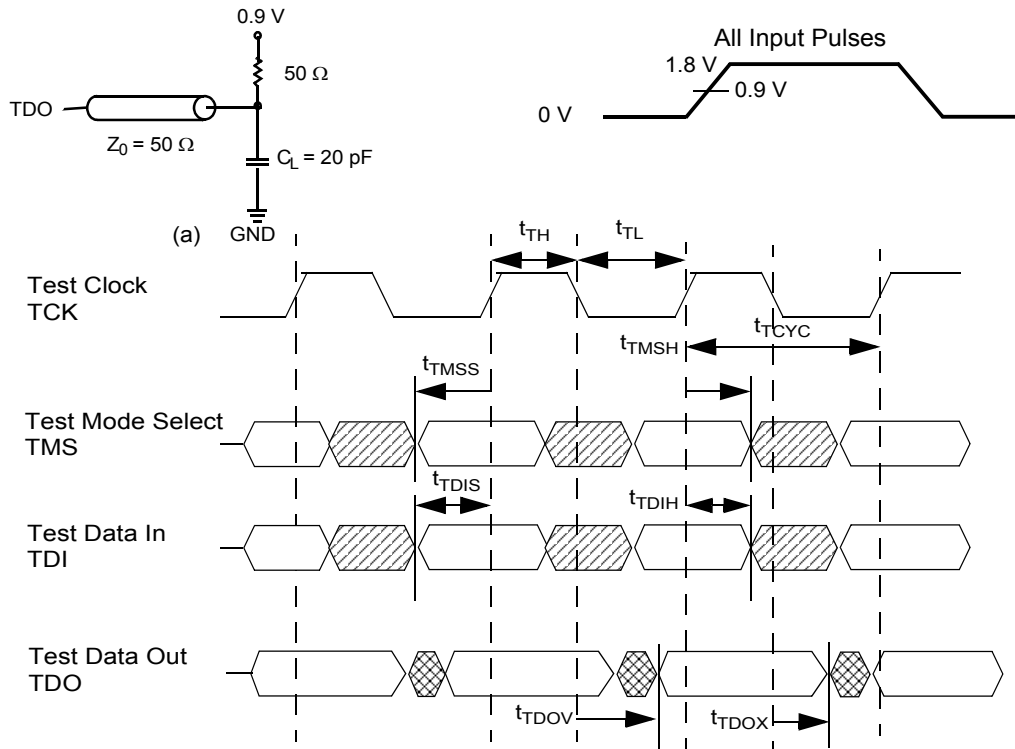 0.9 V
50 Ω
TDO
Z0 = 50 Ω
CL = 20 pF
(a)
GND
All Input Pulses
1.8 V
0.9 V
0 V
tTH
tTL
Test Clock
TCK
tTCYC
tTMSH
tTMSS
Test Mode Select
TMS
tTDIS
tTDIH
Test Data In
TDI
Test Data Out
TDO
tTDOV
tTDOX